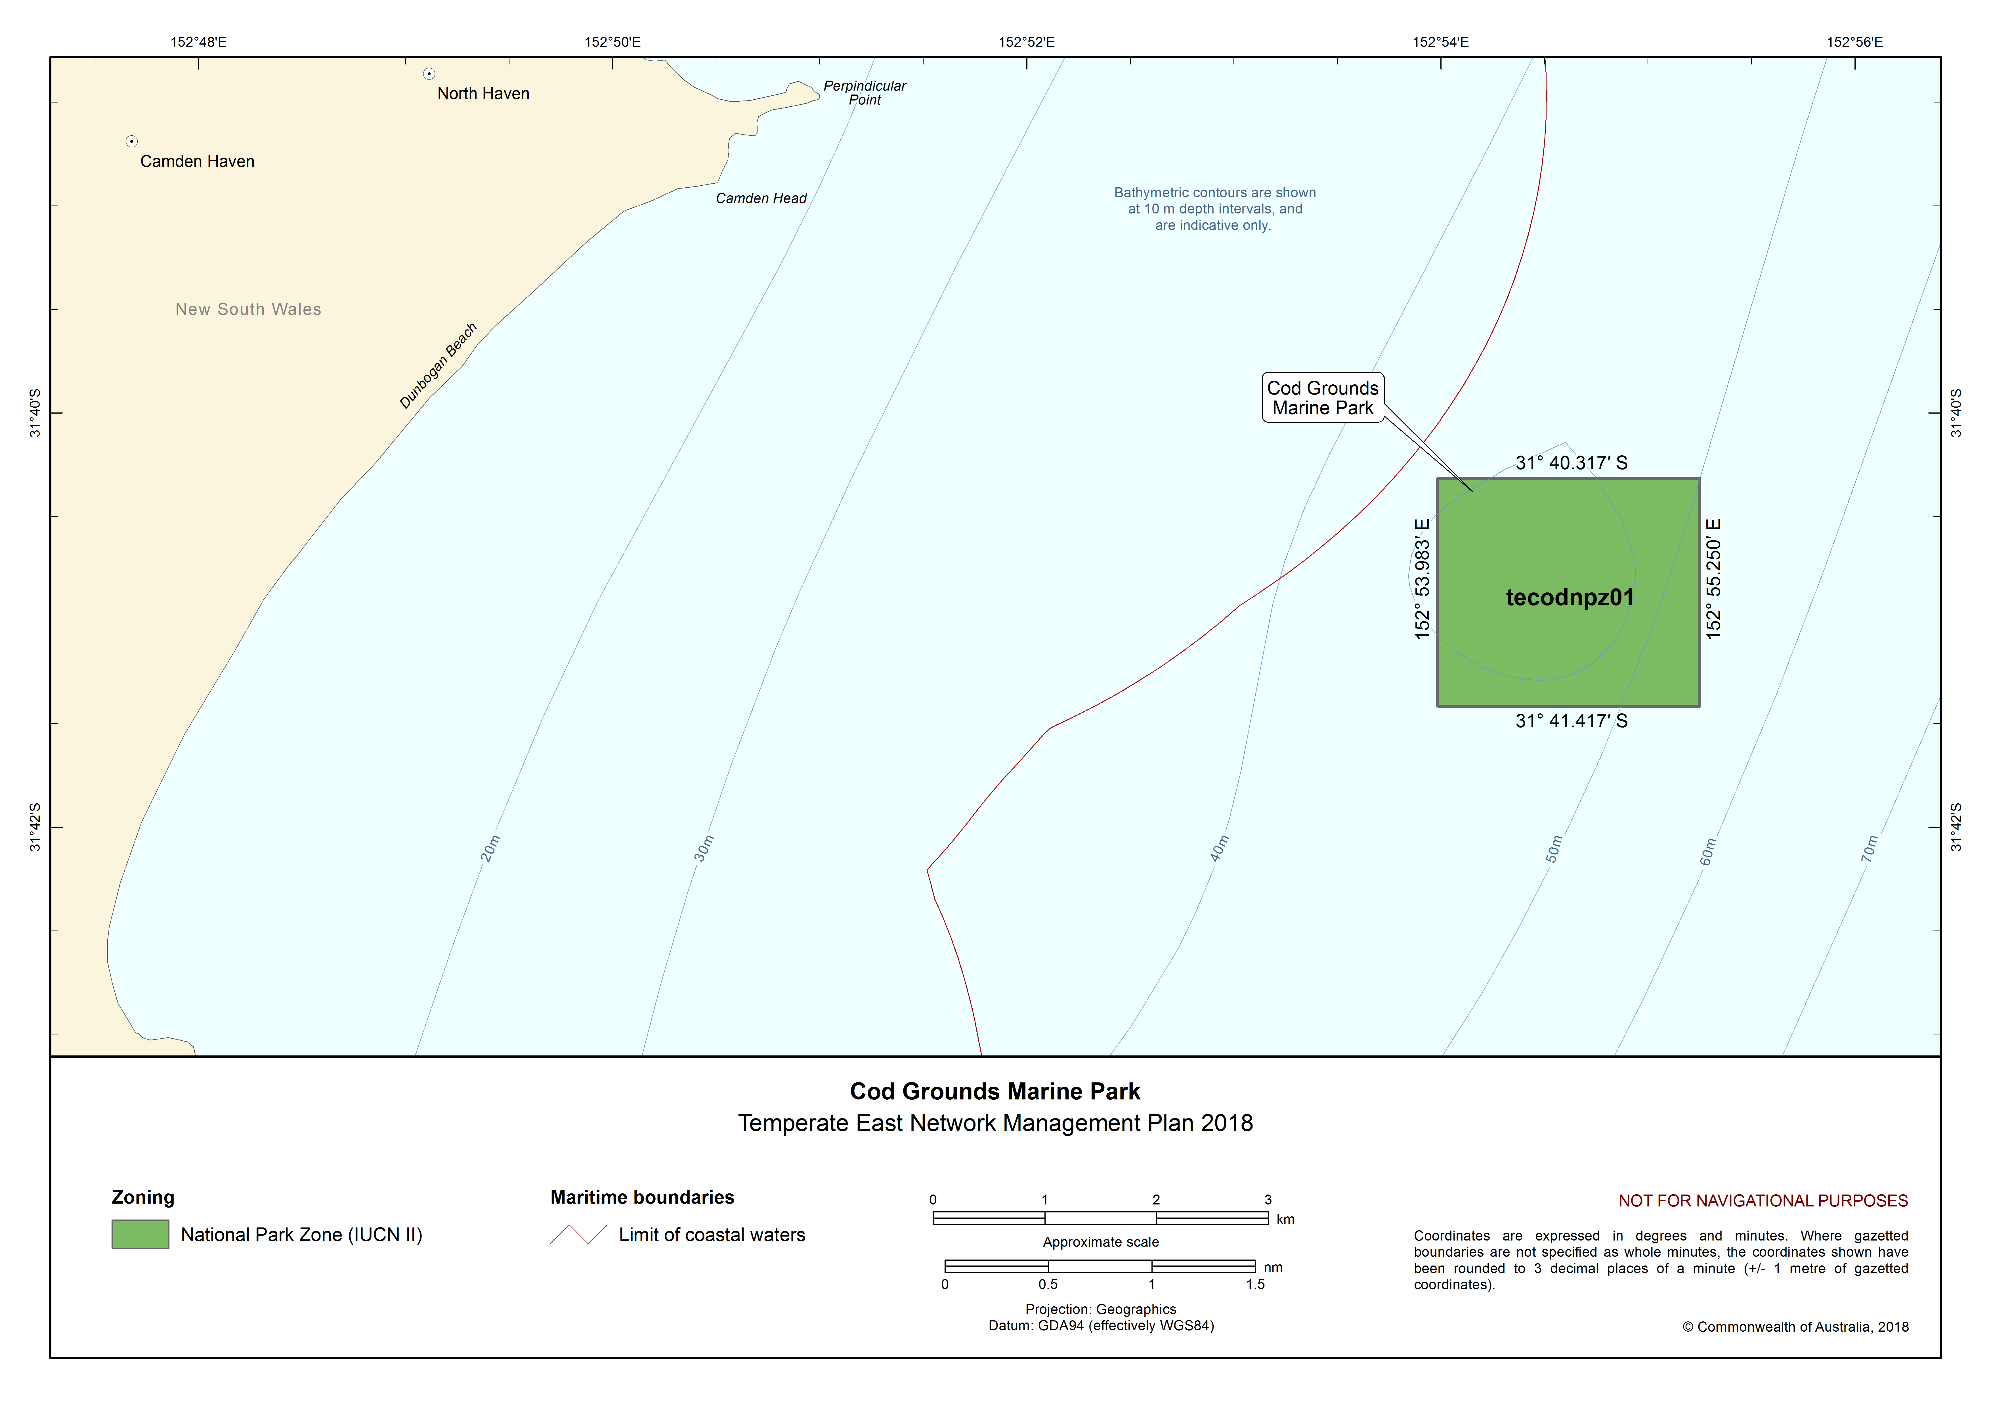 152°48'E
152°50'E
152°52'E
152°54'E
152°56'E
North Haven
Perpindicular
Point
Camden Haven
Camden Head
Bathymetric contours are shown
at 10 m depth intervals, and
are indicative only.
New South Wales
Dunbogan Beach
31°40'S
31°40'S
Cod Grounds
Marine Park
31° 40.317' S
152° 53.983' E
152° 55.250' E
tecodnpz01
31° 41.417' S
31°42'S
31°42'S
20m
30m
40m
50m
60m
70m
Cod Grounds Marine Park
Temperate East Network Management Plan 2018
Zoning
National Park Zone (IUCN II)
Maritime boundaries
Limit of coastal waters
0 1 2 3
km
Approximate scale
nm
0 0.5 1 1.5
Projection: Geographics
Datum: GDA94 (effectively WGS84)
NOT FOR NAVIGATIONAL PURPOSES
Coordinates are expressed in degrees and minutes. Where gazetted
boundaries are not specified as whole minutes, the coordinates shown have
been rounded to 3 decimal places of a minute (+/- 1 metre of gazetted
coordinates).
© Commonwealth of Australia, 2018